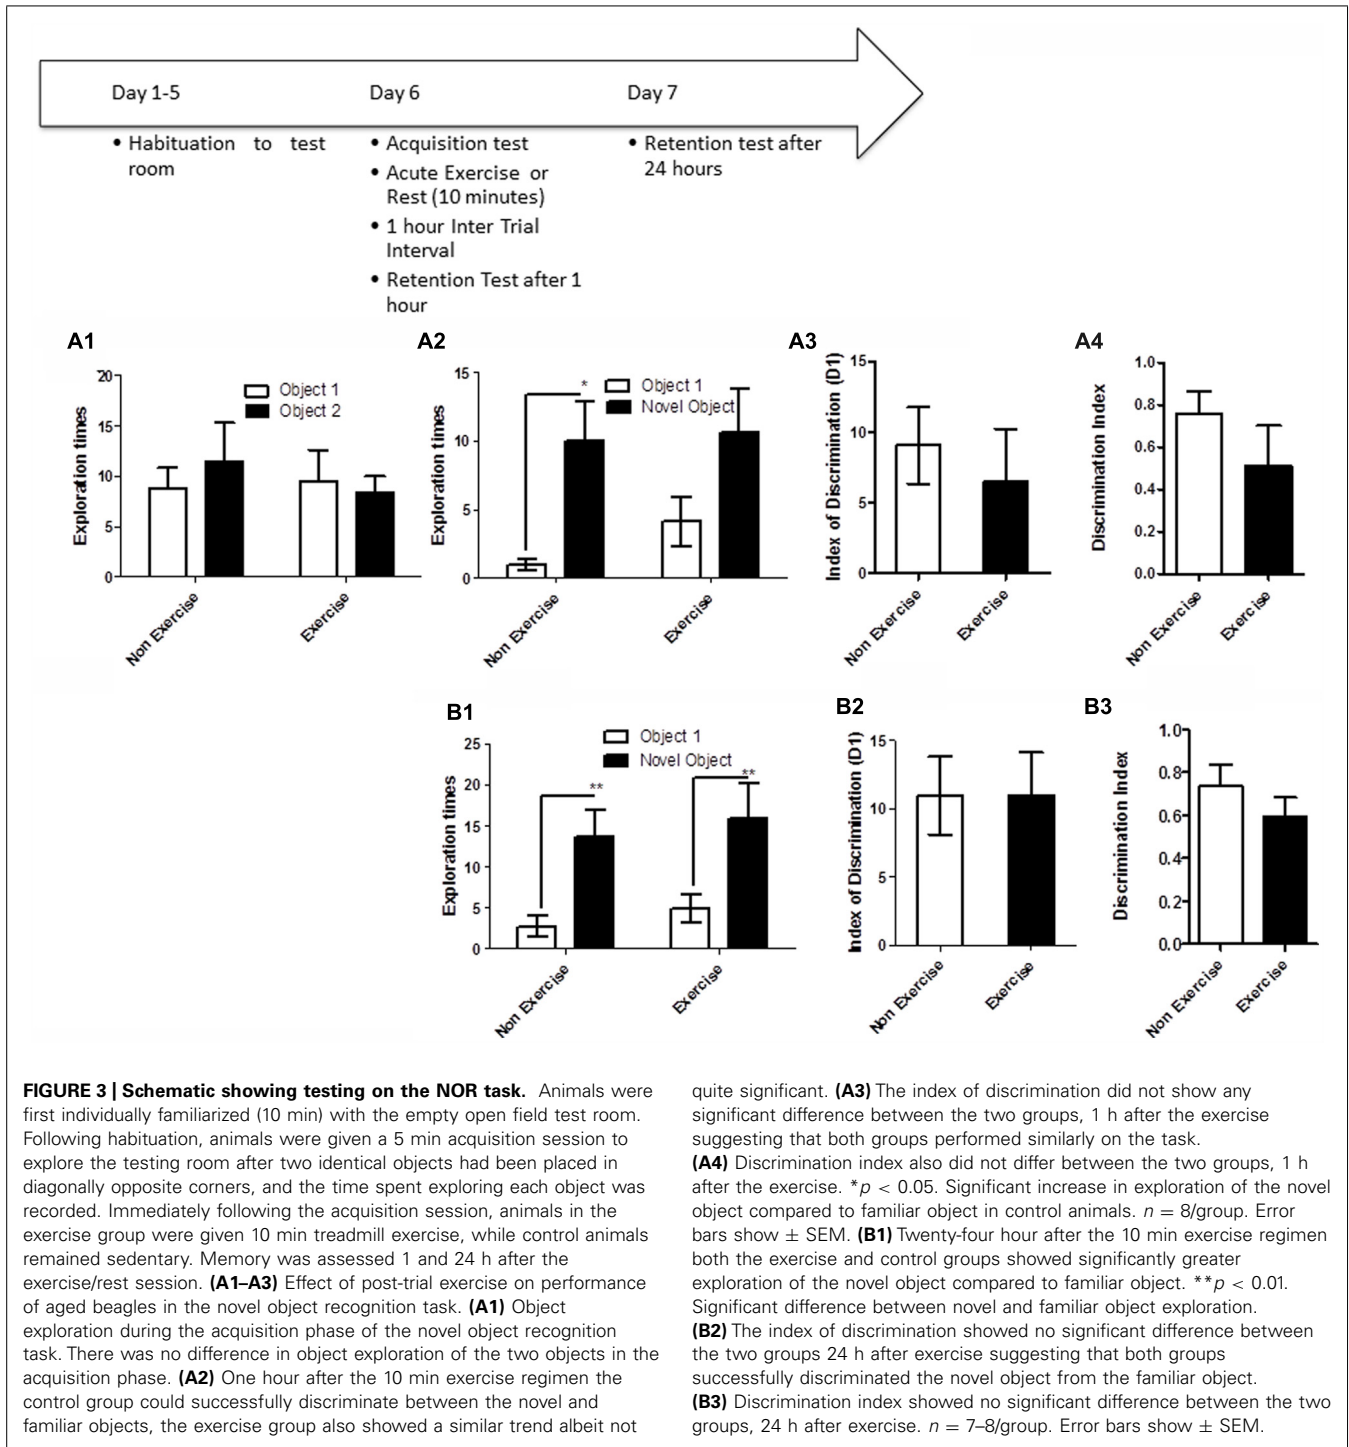 Day 1-5
Day 6
Day 7
• Habituation to test
room
• Acquisition test
• Acute Exercise or
Rest (10 minutes)
• 1 hour Inter Trial
Interval
• Retention Test after 1
hour
• Retention test after
24 hours
A1
Exploration times
20
15
10
5
0
Object 1
Object 2
Non Exercise
Exercise
A2
Exploration times
15
10
5
0
*
Object 1
Novel Object
Non Exercise
Exercise
A3
Index of Discrimination (D1)
15
10
5
0
Non Exercise
Exercise
A4
Discrimination Index
1.0
0.8
0.6
0.4
0.2
0.0
Non Exercise
Exercise
B1
Exploration times
25
20
15
10
5
0
Object 1
Novel Object
**
**
Non Exercise
Exercise
B2
Index of Discrimination (D1)
15
10
5
0
Non Exercise
Exercise
B3
Discrimination Index
1.0
0.8
0.6
0.4
0.2
0.0
Non Exercise
Exercise
FIGURE 3 | Schematic showing testing on the NOR task. Animals were
first individually familiarized (10 min) with the empty open field test room.
Following habituation, animals were given a 5 min acquisition session to
explore the testing room after two identical objects had been placed in
diagonally opposite corners, and the time spent exploring each object was
recorded. Immediately following the acquisition session, animals in the
exercise group were given 10 min treadmill exercise, while control animals
remained sedentary. Memory was assessed 1 and 24 h after the
exercise/rest session. (A1–A3) Effect of post-trial exercise on performance
of aged beagles in the novel object recognition task. (A1) Object
exploration during the acquisition phase of the novel object recognition
task. There was no difference in object exploration of the two objects in the
acquisition phase. (A2) One hour after the 10 min exercise regimen the
control group could successfully discriminate between the novel and
familiar objects, the exercise group also showed a similar trend albeit not
quite significant. (A3) The index of discrimination did not show any
significant difference between the two groups, 1 h after the exercise
suggesting that both groups performed similarly on the task.
(A4) Discrimination index also did not differ between the two groups, 1 h
after the exercise. *p < 0.05. Significant increase in exploration of the novel
object compared to familiar object in control animals. n = 8/group. Error
bars show ± SEM. (B1) Twenty-four hour after the 10 min exercise regimen
both the exercise and control groups showed significantly greater
exploration of the novel object compared to familiar object. **p < 0.01.
Significant difference between novel and familiar object exploration.
(B2) The index of discrimination showed no significant difference between
the two groups 24 h after exercise suggesting that both groups
successfully discriminated the novel object from the familiar object.
(B3) Discrimination index showed no significant difference between the two
groups, 24 h after exercise. n = 7–8/group. Error bars show ± SEM.